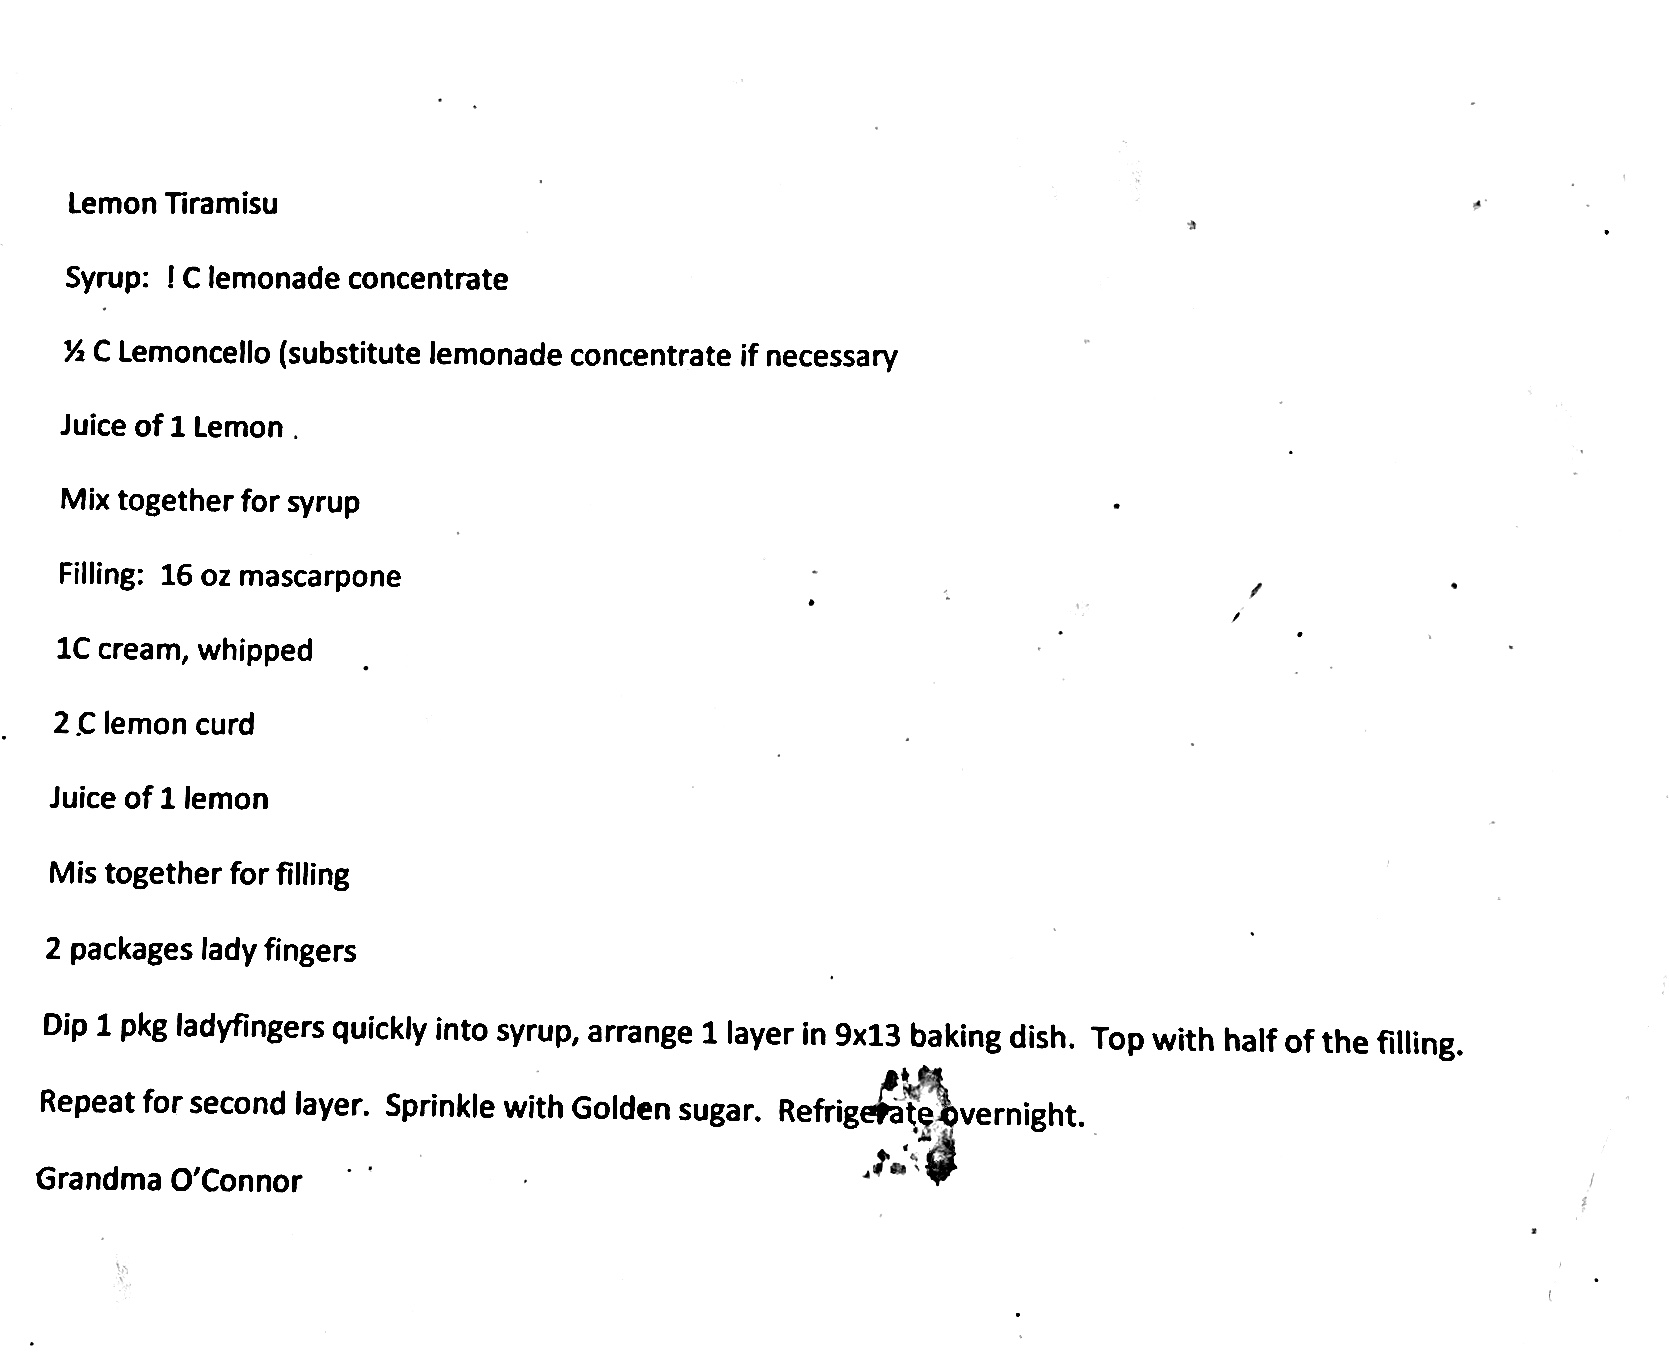 Lemon Tiramisu
Syrup:  ! C lemonade concentrate
½ C Lemoncello (substitute lemonade concentrate if necessary
Juice of 1 Lemon
Mix together for syrup
Filling:  16 oz mascarpone
1C cream, whipped
2 C lemon curd
Juice of 1 lemon
Mis together for filling
2 packages lady fingers
Dip 1 pkg ladyfingers quickly into syrup, arrange 1 layer in 9x13 baking dish.  Top with half of the filling.
Repeat for second layer.  Sprinkle with Golden sugar.  Refrigerate overnight.
Grandma O'Connor